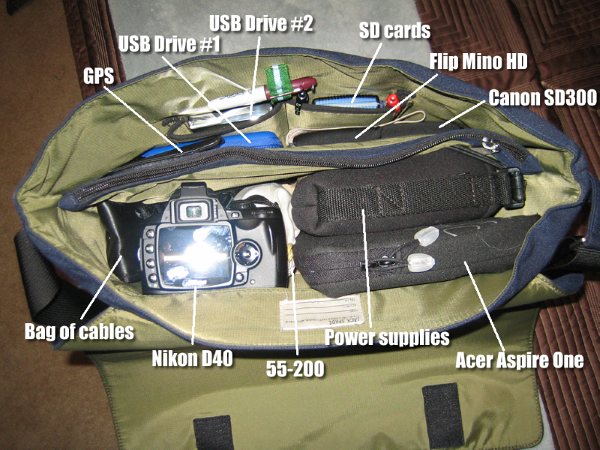 USB Drive #2
SD cards
USB Drive #1
Flip Mino HD
GPS
Canon SD300
Bag of cables
Nikon D40
55-200
Power supplies
Acer Aspire One